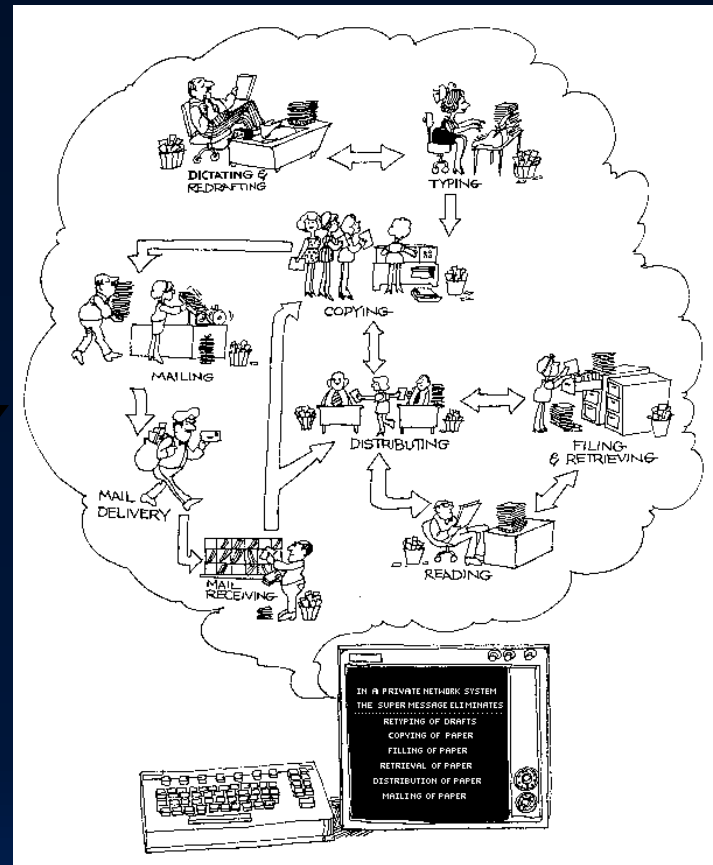 DICTATING &
REDRAFTING
TYPING
COPYING
MAILING
DISTRIBUTING
FILING
& RETRIEVING
MAIL
DELIVERY
READING
MAIL
RECEIVING
IN A PRIVATE NETWORK SYSTEM
THE SUPER MESSAGE ELIMINATES
RETYPING OF DRAFTS
COPYING OF PAPER
FILLING OF PAPER
RETRIEVAL OF PAPER
DISTRIBUTION OF PAPER
MAILING OF PAPER